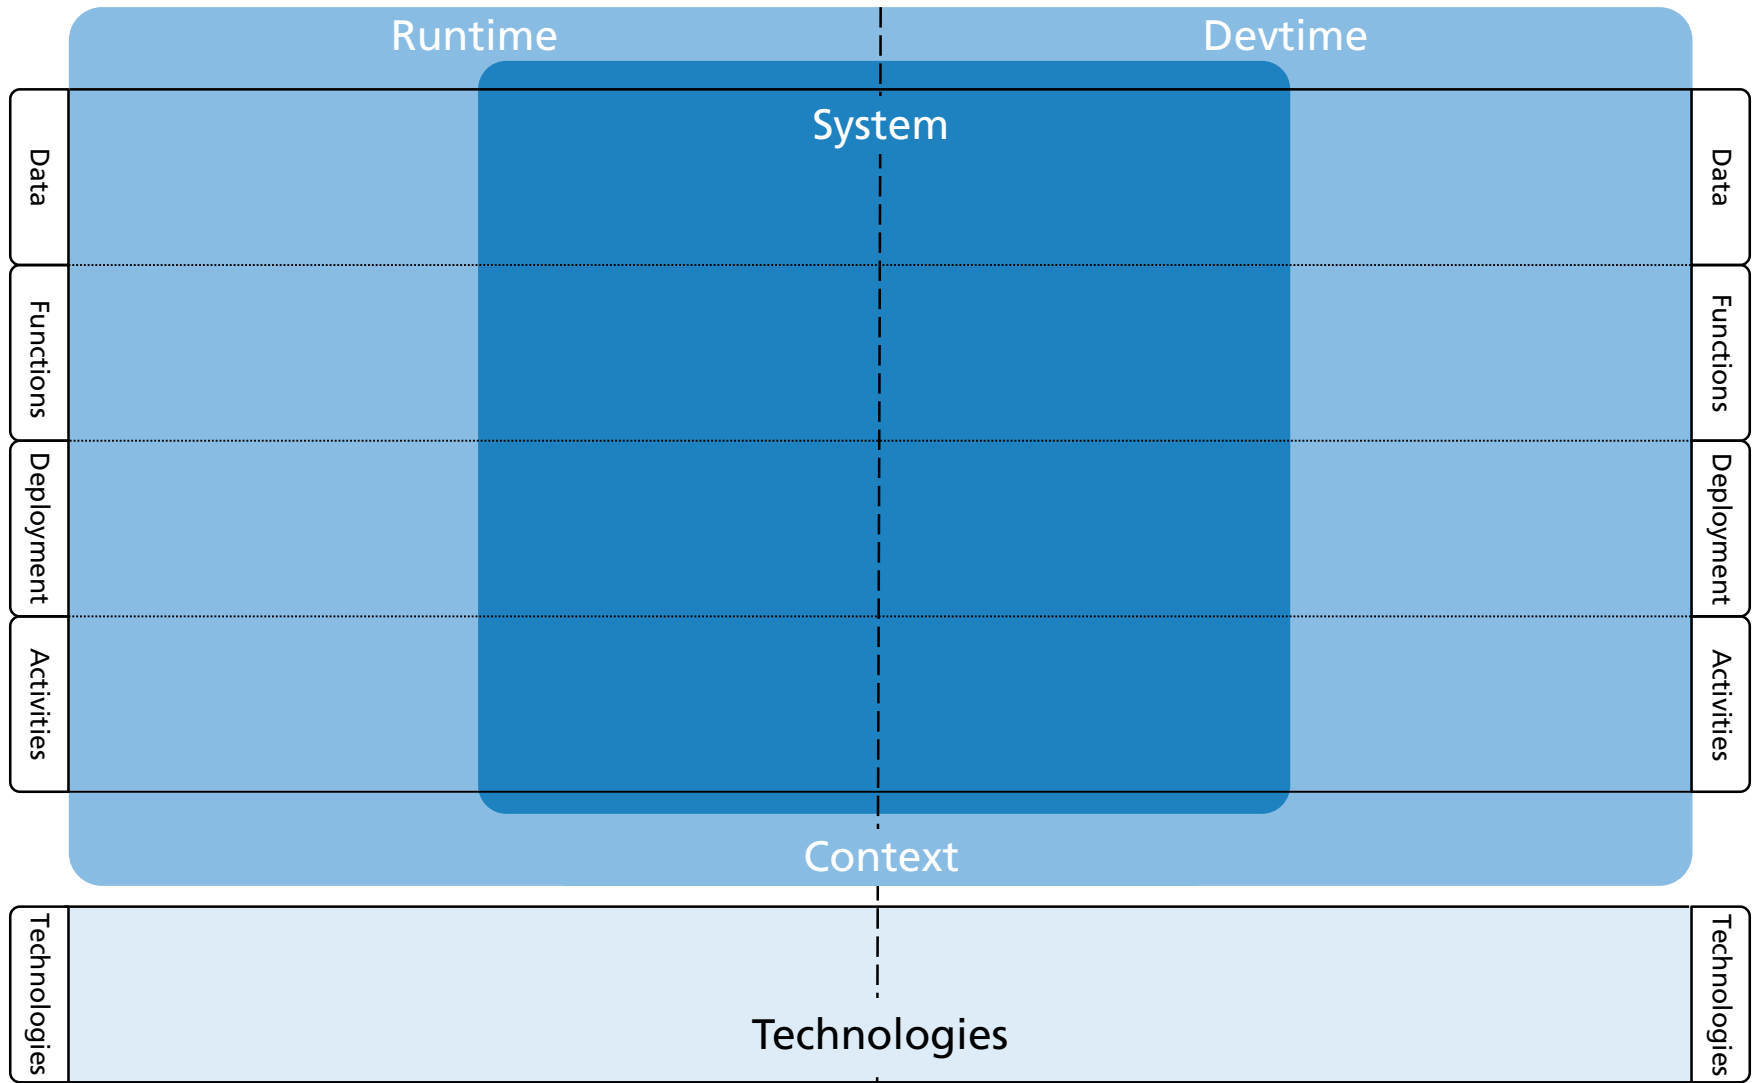 Runtime
Devtime
System
Data
Data
Functions
Functions
Deployment
Deployment
Activities
Activities
Context
Technologies
Technologies
Technologies